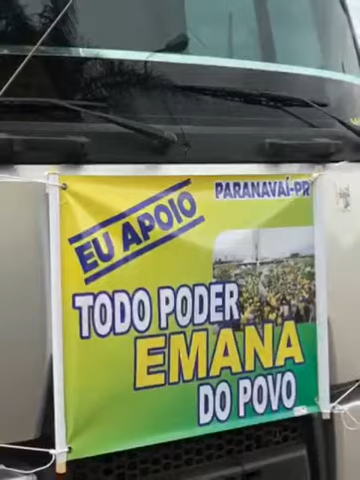 PARANAVAÍ-PR
EU APOIO
TODO PODER
EMANA
DO POVO